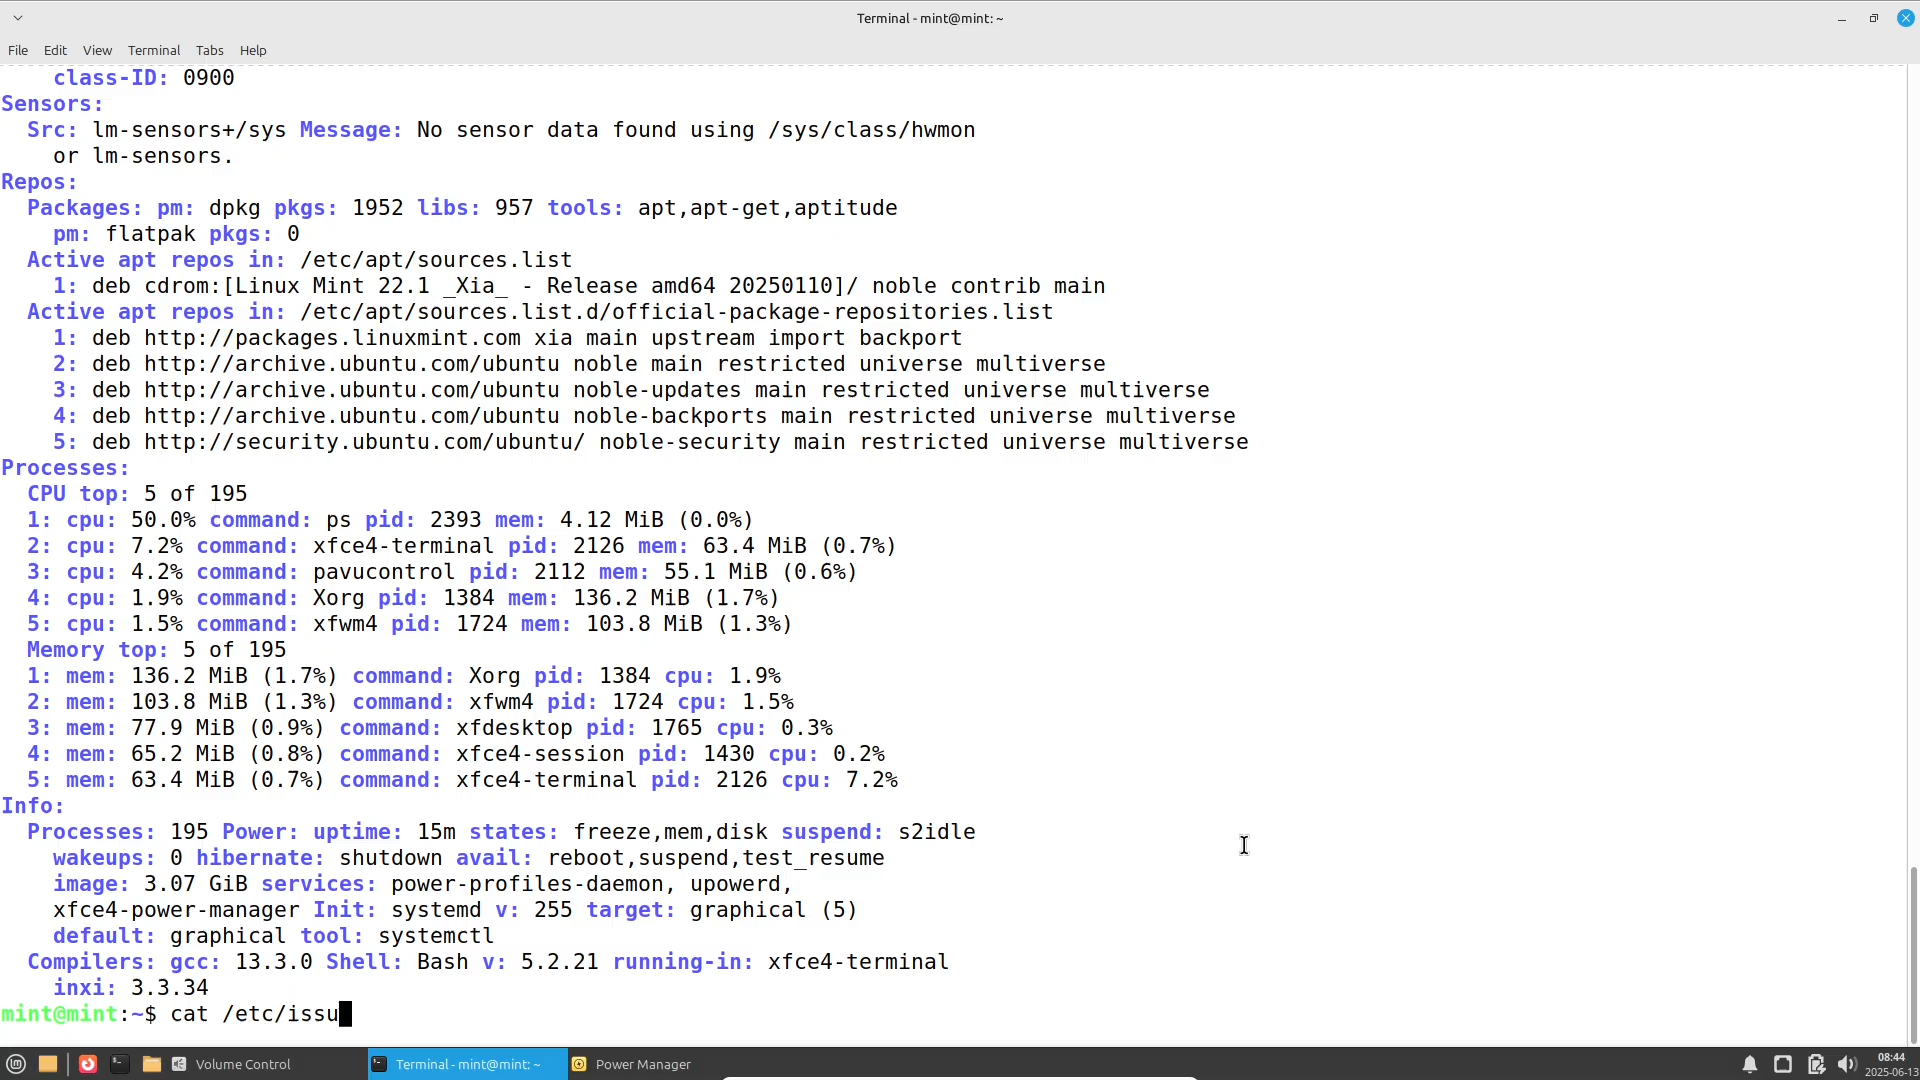 Terminal - mint@mint: ~
File Edit View Terminal Tabs Help
class-ID: 0900
Sensors:
Src: lm-sensors+/sys Message: No sensor data found using /sys/class/hwmon
or lm-sensors.
Repos:
Packages: pm: dpkg pkgs: 1952 libs: 957 tools: apt,apt-get,aptitude
pm: flatpak pkgs: 0
Active apt repos in: /etc/apt/sources.list
1: deb cdrom:[Linux Mint 22.1 _Xia_ - Release amd64 20250110]/ noble contrib main
Active apt repos in: /etc/apt/sources.list.d/official-package-repositories.list
1: deb http://packages.linuxmint.com xia main upstream import backport
2: deb http://archive.ubuntu.com/ubuntu noble main restricted universe multiverse
3: deb http://archive.ubuntu.com/ubuntu noble-updates main restricted universe multiverse
4: deb http://archive.ubuntu.com/ubuntu noble-backports main restricted universe multiverse
5: deb http://security.ubuntu.com/ubuntu/ noble-security main restricted universe multiverse
Processes:
CPU top: 5 of 195
1: cpu: 50.0% command: ps pid: 2393 mem: 4.12 MiB (0.0%)
2: cpu: 7.2% command: xfce4-terminal pid: 2126 mem: 63.4 MiB (0.7%)
3: cpu: 4.2% command: pavucontrol pid: 2112 mem: 55.1 MiB (0.6%)
4: cpu: 1.9% command: Xorg pid: 1384 mem: 136.2 MiB (1.7%)
5: cpu: 1.5% command: xfwm4 pid: 1724 mem: 103.8 MiB (1.3%)
Memory top: 5 of 195
1: mem: 136.2 MiB (1.7%) command: Xorg pid: 1384 cpu: 1.9%
2: mem: 103.8 MiB (1.3%) command: xfwm4 pid: 1724 cpu: 1.5%
3: mem: 77.9 MiB (0.9%) command: xfdesktop pid: 1765 cpu: 0.3%
4: mem: 65.2 MiB (0.8%) command: xfce4-session pid: 1430 cpu: 0.2%
5: mem: 63.4 MiB (0.7%) command: xfce4-terminal pid: 2126 cpu: 7.2%
Info:
Processes: 195 Power: uptime: 15m states: freeze,mem,disk suspend: s2idle
wakeups: 0 hibernate: shutdown avail: reboot,suspend,test_resume
image: 3.07 GiB services: power-profiles-daemon, upowerd,
xfce4-power-manager Init: systemd v: 255 target: graphical (5)
default: graphical tool: systemctl
Compilers: gcc: 13.3.0 Shell: Bash v: 5.2.21 running-in: xfce4-terminal
inxi: 3.3.34
mint@mint:~$ cat /etc/issu
Volume Control Terminal - mint@mint: ~ Power Manager 08:44
2025-06-13